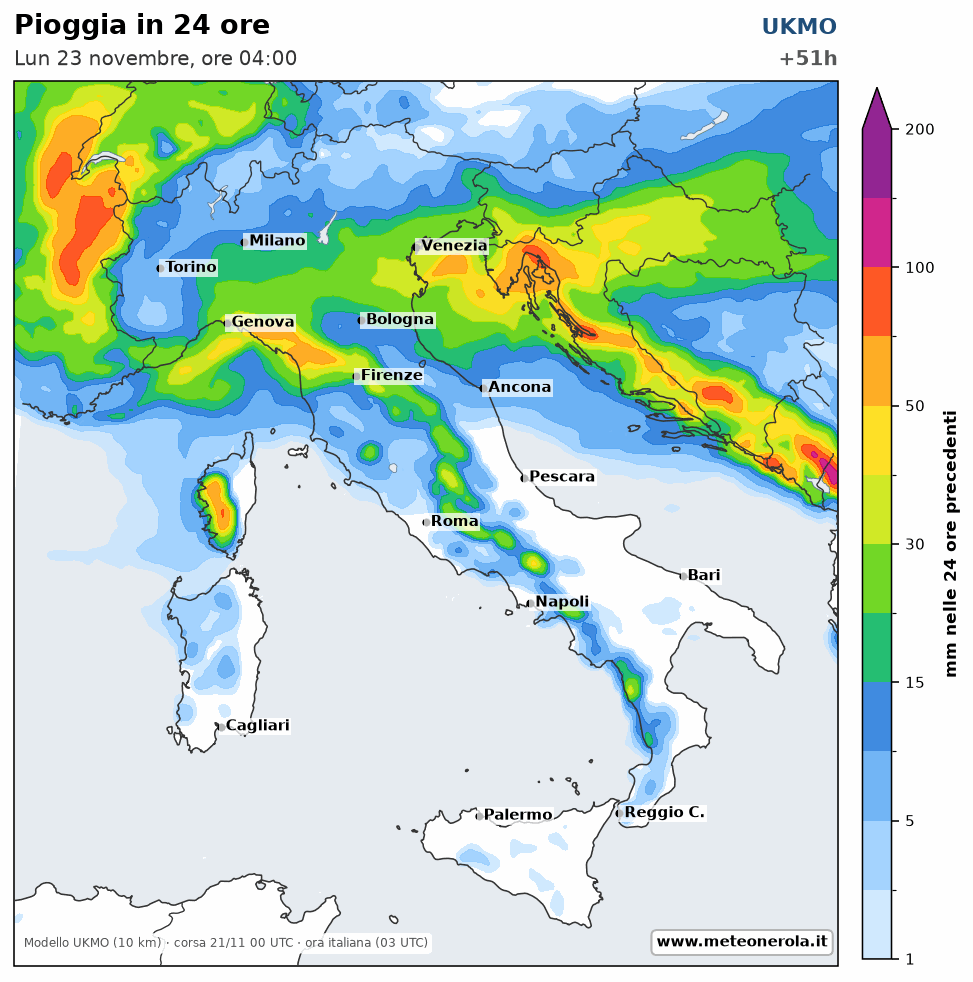 Pioggia in 24 ore
UKMO
Lun 23 novembre, ore 04:00
+51h
200
100
50
30
15
5
1
mm nelle 24 ore precedenti
Milano
Venezia
Torino
Genova
Bologna
Firenze
Ancona
Pescara
Roma
Bari
Napoli
Cagliari
Palermo
Reggio C.
Modello UKMO (10 km) · corsa 21/11 00 UTC · ora italiana (03 UTC)
www.meteonerola.it